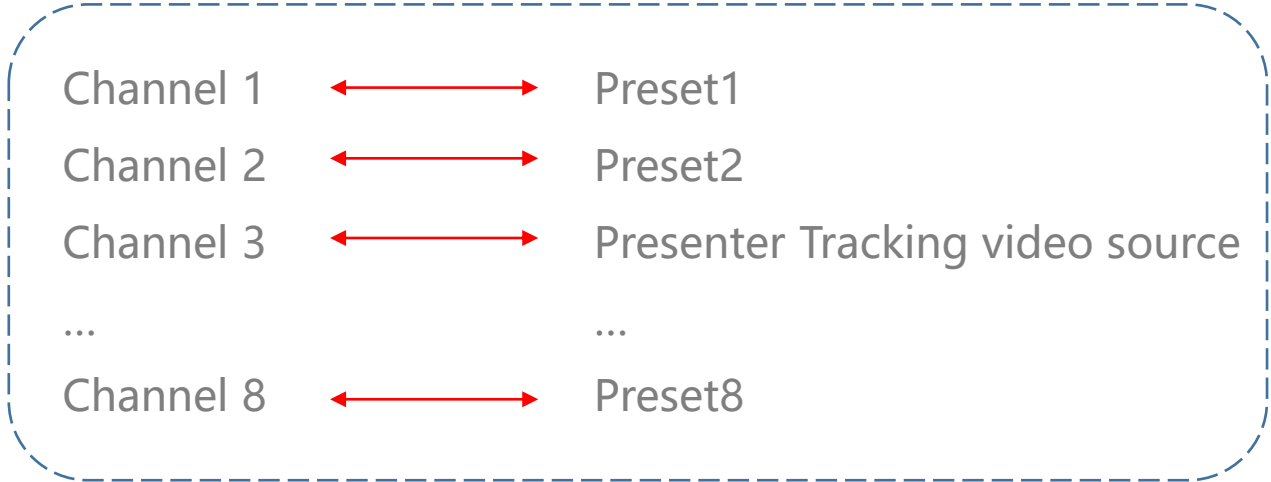 Channel 1 Preset1
Channel 2 Preset2
Channel 3 Presenter Tracking video source
... ...
Channel 8 Preset8